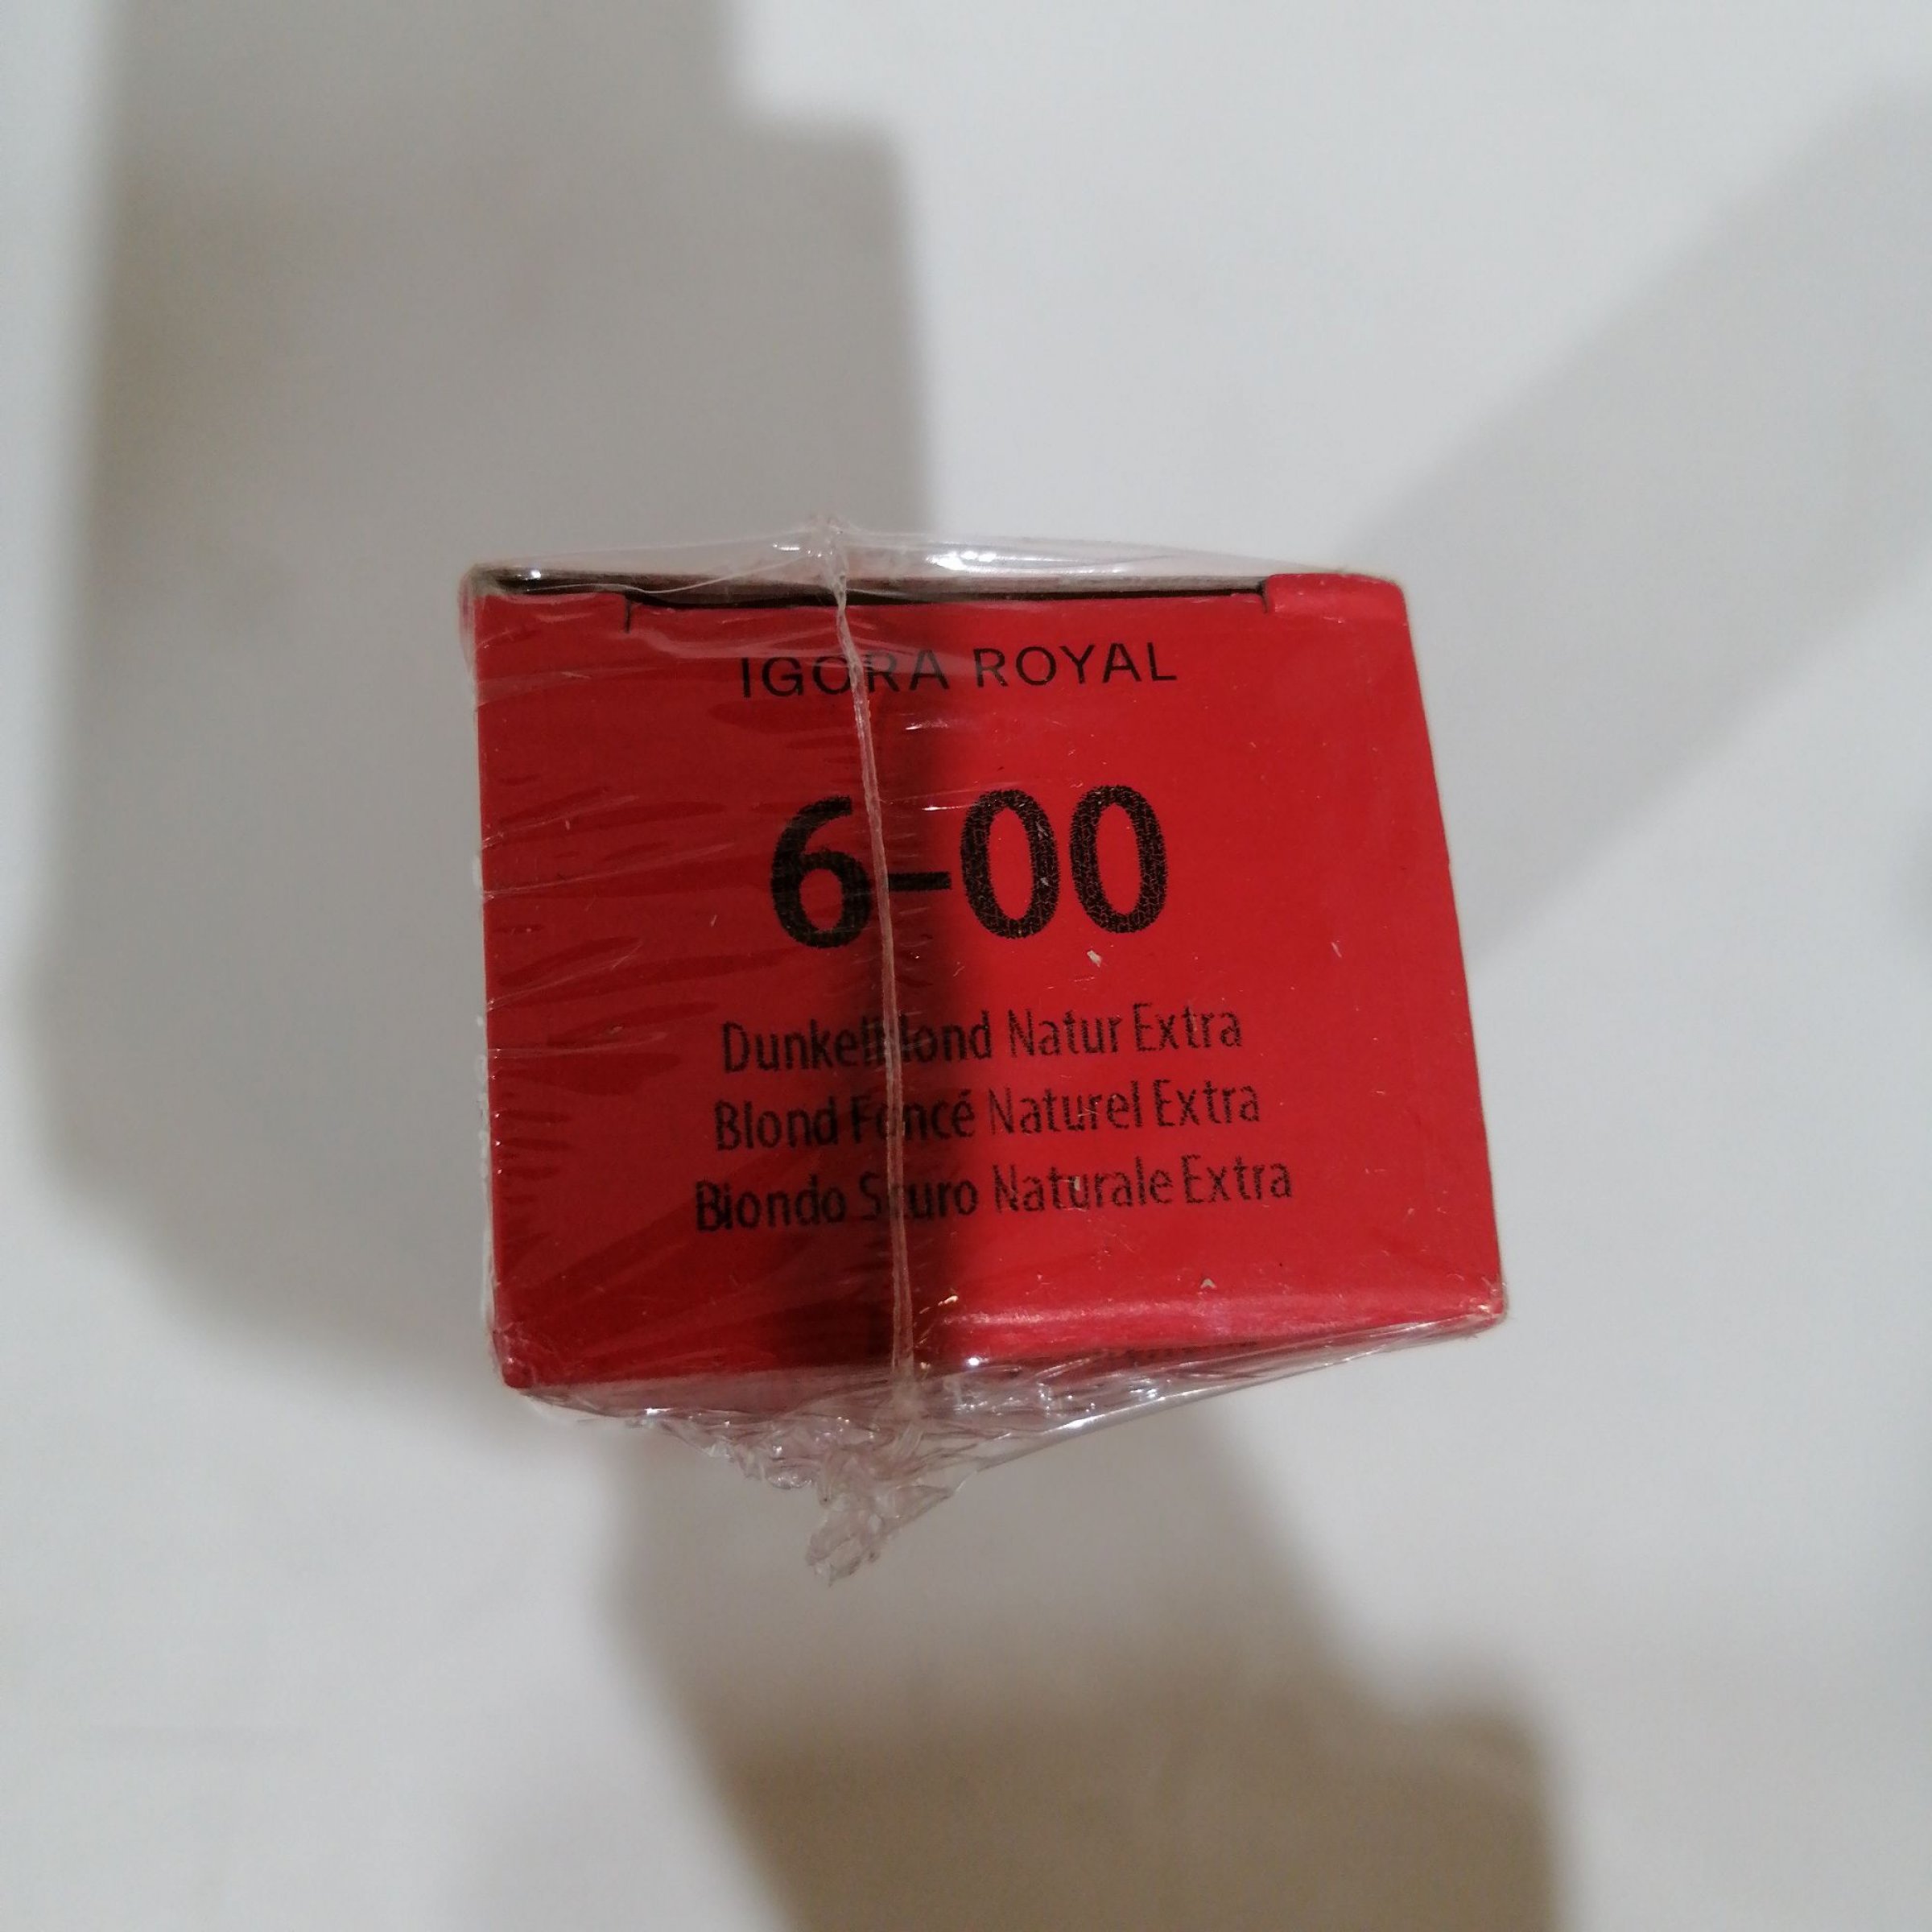 IGORA ROYAL
6-00
Dunkelblond Natur Extra
Blond Foncé Naturel Extra
Biondo Scuro Naturale Extra